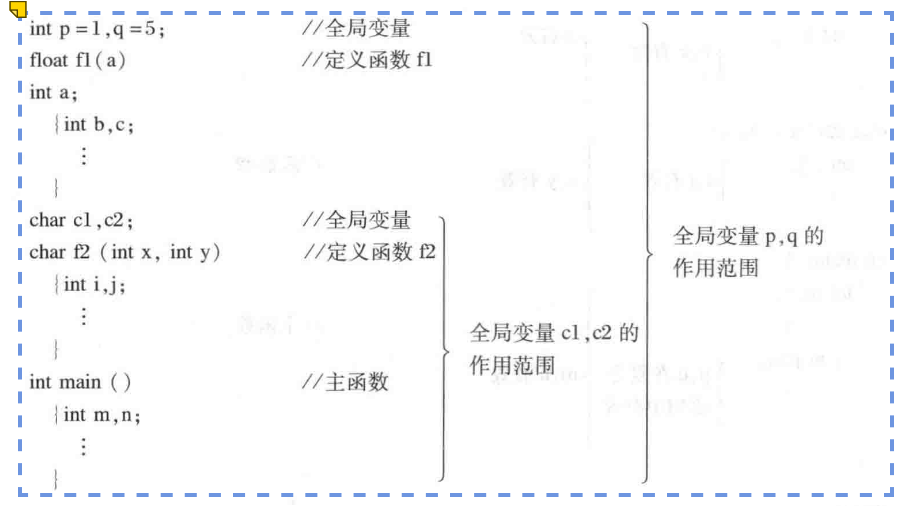 int p=1,q=5; //全局变量
float f1(a) //定义函数 f1
int a;
{int b,c;
⋮
}
char c1,c2; //全局变量
char f2 (int x, int y) //定义函数 f2
{int i,j;
⋮
}
int main () //主函数
{int m,n;
⋮
}
全局变量 c1,c2 的
作用范围
全局变量 p,q 的
作用范围